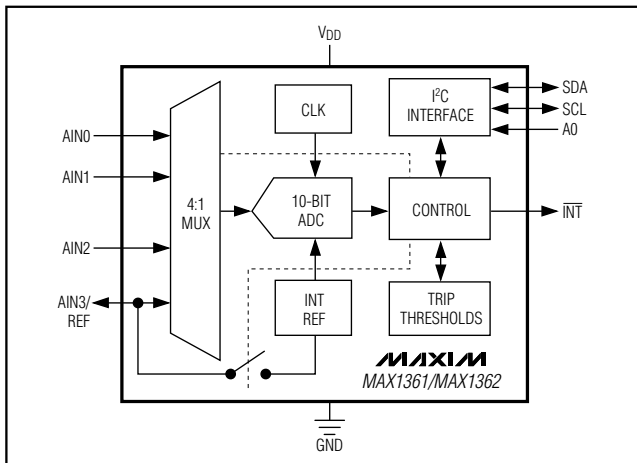 VDD
CLK
I²C
INTERFACE
SDA
SCL
A0
AIN0
AIN1
4:1
MUX
10-BIT
ADC
CONTROL
INT
AIN2
AIN3/
REF
INT
REF
TRIP
THRESHOLDS
MAXIM
MAX1361/MAX1362
GND